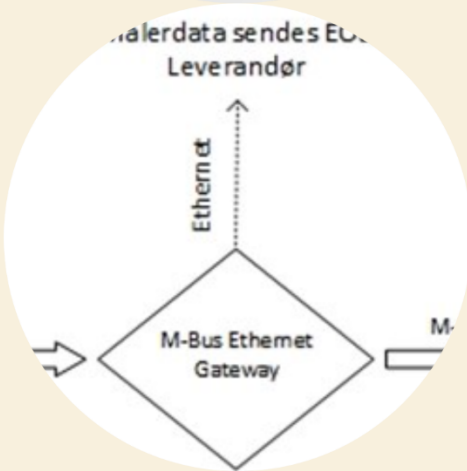 sendes
Leverandør
Ethernet
M-Bus Ethernet
Gateway